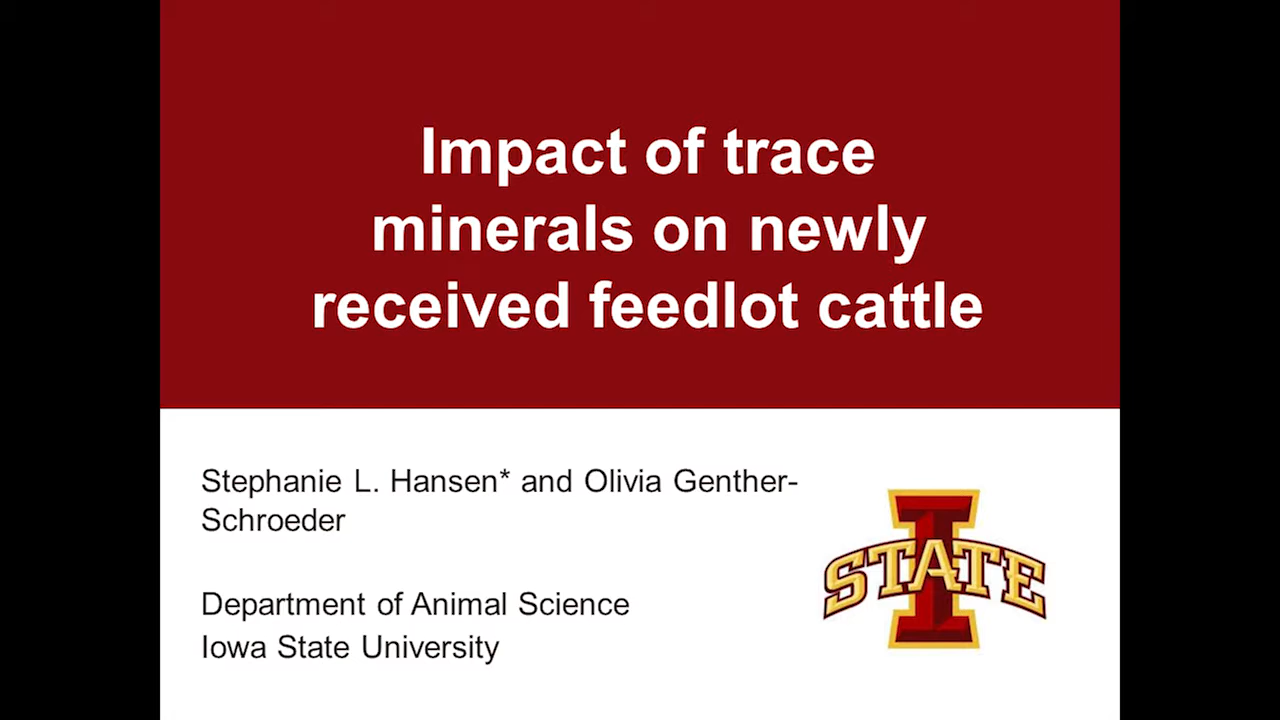 Impact of trace
minerals on newly
received feedlot cattle
Stephanie L. Hansen* and Olivia Genther-
Schroeder
Department of Animal Science
Iowa State University
I
STATE